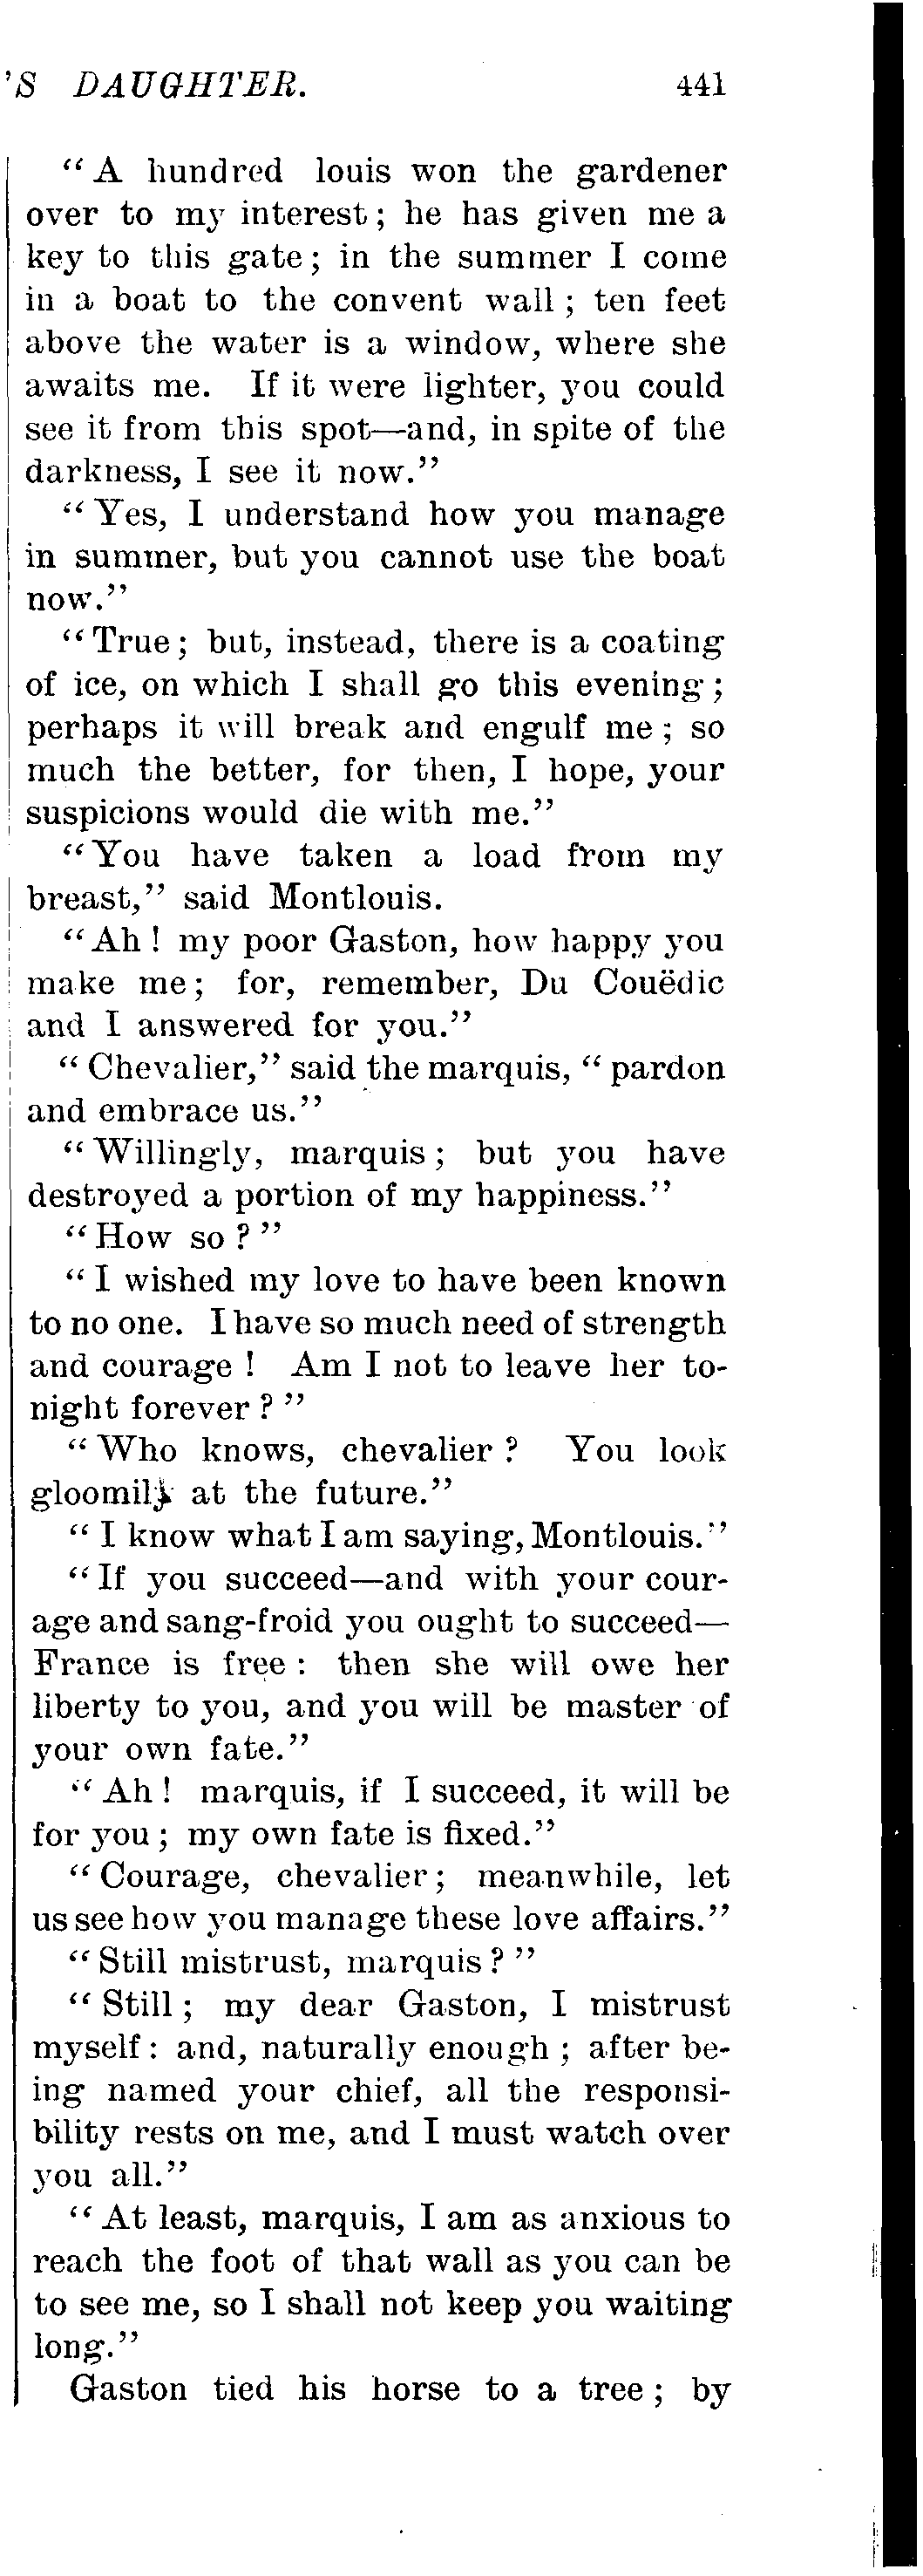 'S DAUGHTER. 441
"A hundred louis won the gardener
over to my interest; he has given me a
key to this gate; in the summer I come
in a boat to the convent wall; ten feet
above the water is a window, where she
awaits me. If it were lighter, you could
see it from this spot—and, in spite of the
darkness, I see it now."
"Yes, I understand how you manage
in summer, but you cannot use the boat
now."
"True; but, instead, there is a coating
of ice, on which I shall go this evening;
perhaps it will break and engulf me; so
much the better, for then, I hope, your
suspicions would die with me."
"You have taken a load from my
breast," said Montlouis.
"Ah! my poor Gaston, how happy you
make me; for, remember, Du Couëdic
and I answered for you."
"Chevalier," said the marquis, "pardon
and embrace us."
"Willingly, marquis; but you have
destroyed a portion of my happiness."
"How so?"
"I wished my love to have been known
to no one. I have so much need of strength
and courage! Am I not to leave her to-
night forever?"
"Who knows, chevalier? You look
gloomily at the future."
"I know what I am saying, Montlouis."
"If you succeed—and with your cour-
age and sang-froid you ought to succeed—
France is free: then she will owe her
liberty to you, and you will be master of
your own fate."
"Ah! marquis, if I succeed, it will be
for you; my own fate is fixed."
"Courage, chevalier; meanwhile, let
us see how you manage these love affairs."
"Still mistrust, marquis?"
"Still; my dear Gaston, I mistrust
myself: and, naturally enough; after be-
ing named your chief, all the responsi-
bility rests on me, and I must watch over
you all."
"At least, marquis, I am as anxious to
reach the foot of that wall as you can be
to see me, so I shall not keep you waiting
long."
Gaston tied his horse to a tree; by